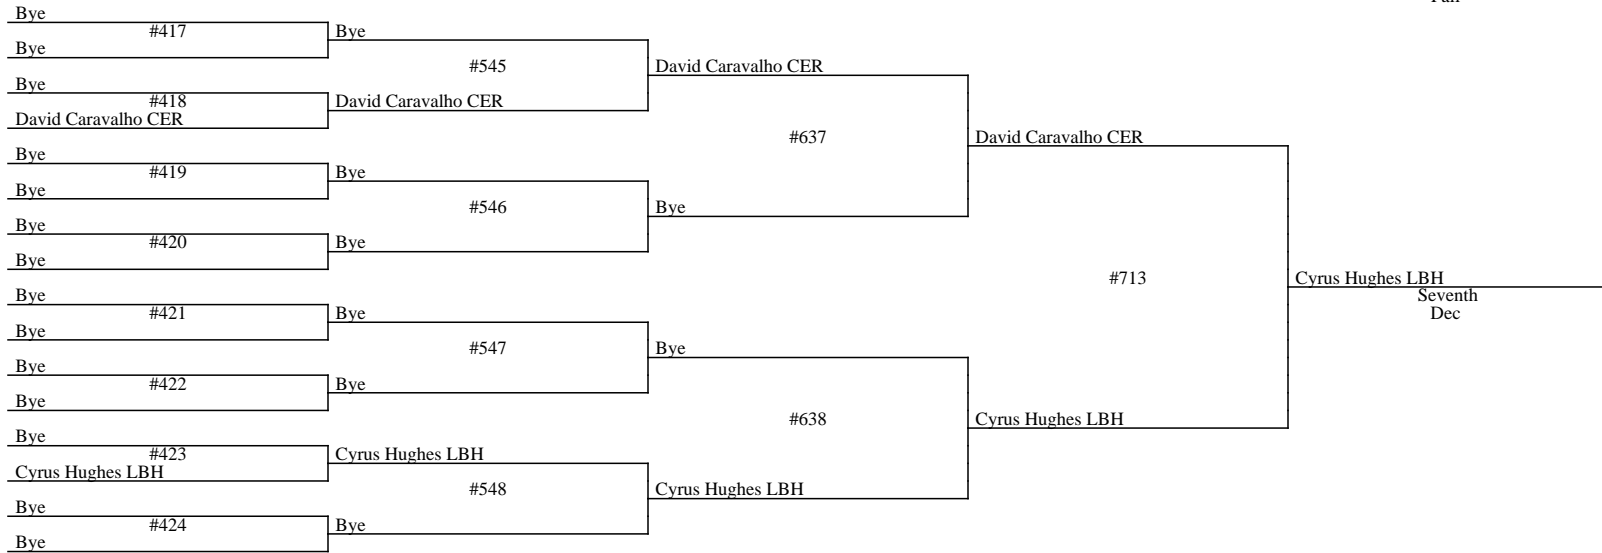 Bye
#417
Bye
Bye
#418
David Caravalho CER
Bye
#419
Bye
Bye
#420
Bye
Bye
#421
Bye
Bye
#422
Bye
Bye
#423
Cyrus Hughes LBH
Bye
#424
Bye
Bye
#545
David Caravalho CER
Bye
#546
Bye
Bye
#547
Bye
Cyrus Hughes LBH
#548
Bye
David Caravalho CER
#637
Bye
Bye
#638
Cyrus Hughes LBH
David Caravalho CER
#713
Cyrus Hughes LBH
Cyrus Hughes LBH
Seventh
Dec